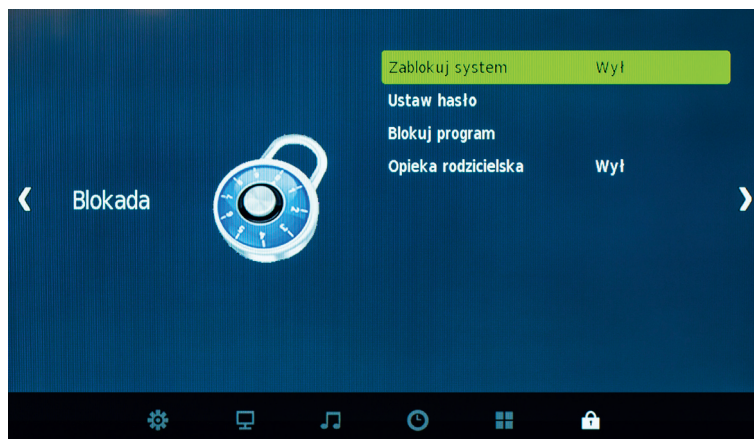 Zablokuj system Wył
Ustaw hasło
Blokuj program
Opieka rodzicielska Wył
Blokada